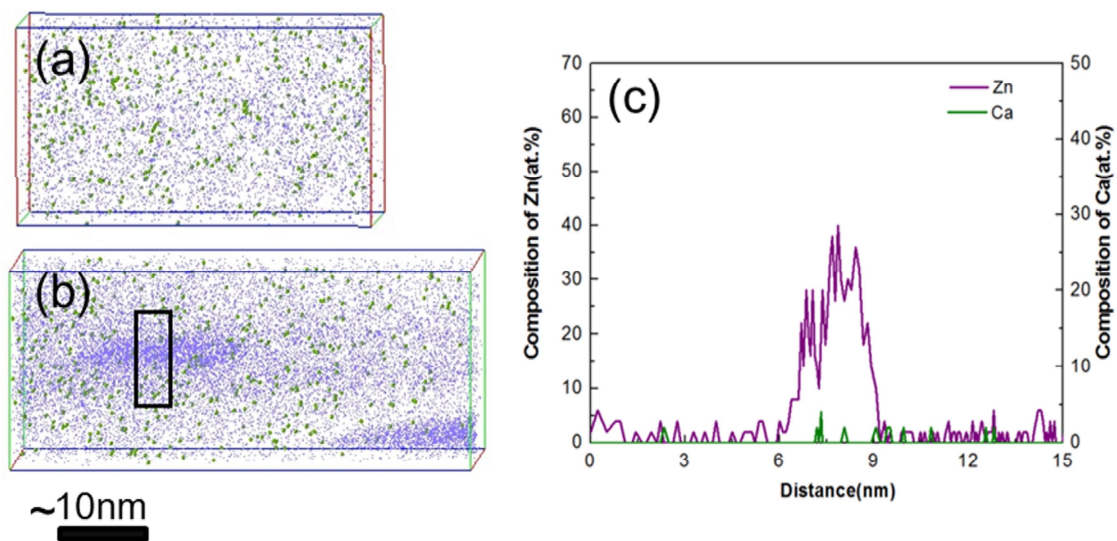 (a)
(b)
~10nm
(c)
Zn
Ca
Composition of Zn(at.%)
70
60
50
40
30
20
10
0
Composition of Ca(at.%)
50
40
30
20
10
0
0 3 6 9 12 15
Distance(nm)